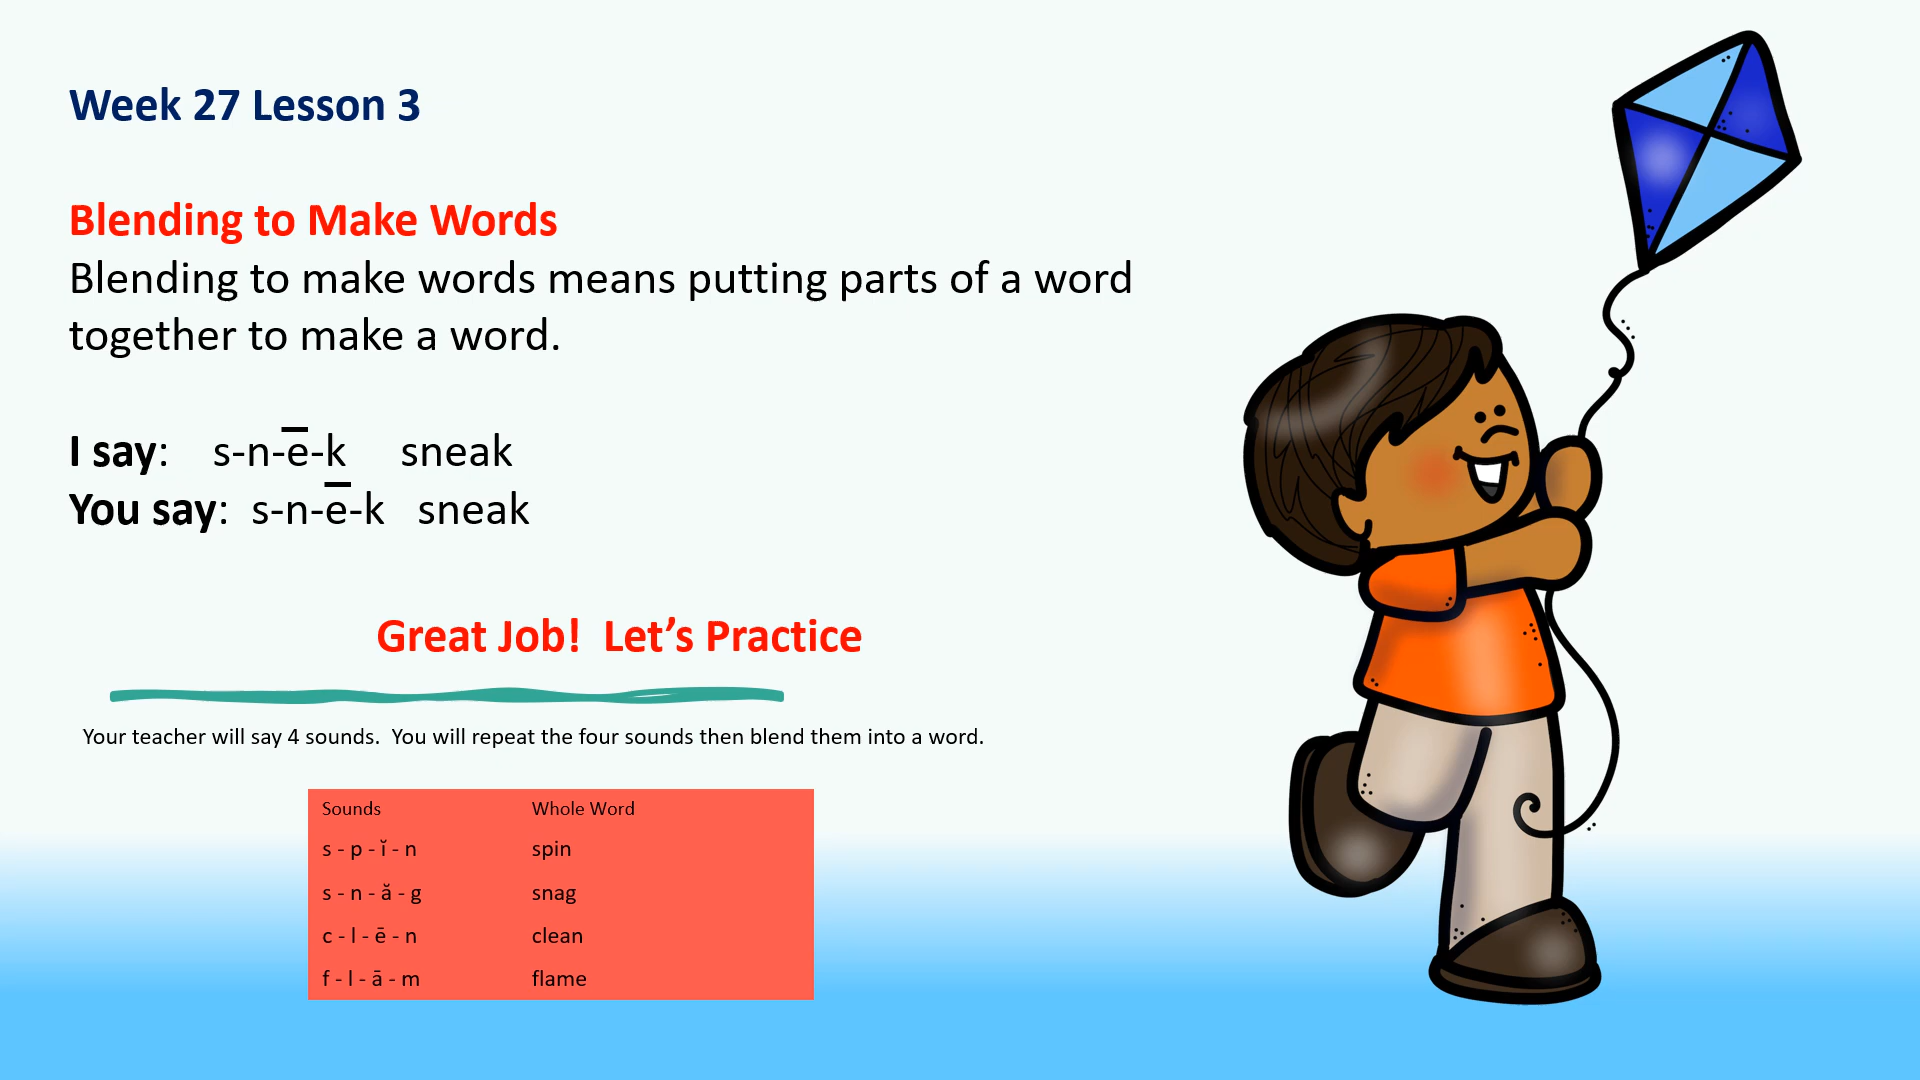 Week 27 Lesson 3
Blending to Make Words
Blending to make words means putting parts of a word
together to make a word.
I say: s-n-ē-k sneak
You say: s-n-ē-k sneak
Great Job! Let’s Practice
Your teacher will say 4 sounds. You will repeat the four sounds then blend them into a word.
Sounds Whole Word
s - p - ĭ - n spin
s - n - ă - g snag
c - l - ē - n clean
f - l - ā - m flame